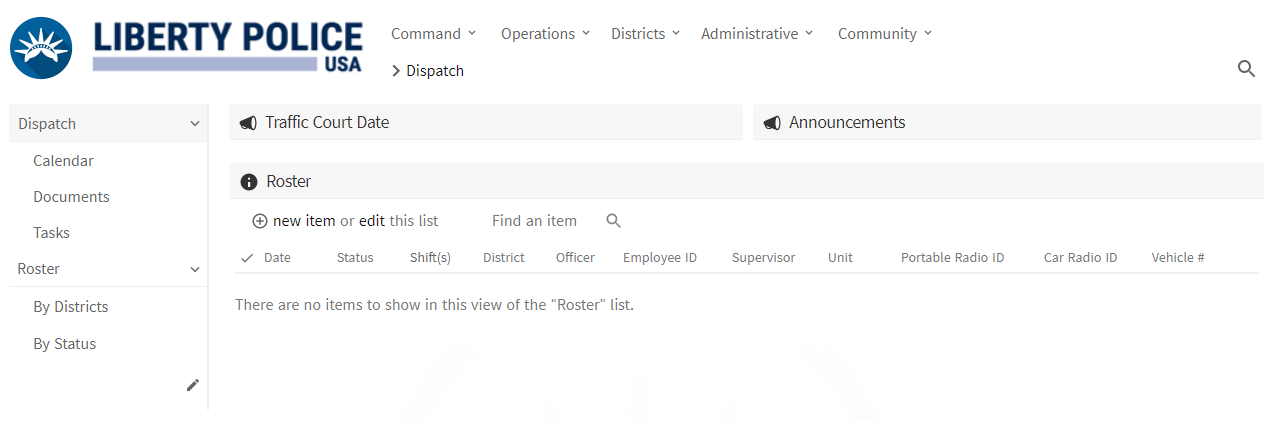 LIBERTY POLICE
USA
Command Operations Districts Administrative Community
Dispatch
Dispatch
Calendar
Documents
Tasks
Roster
By Districts
By Status
Traffic Court Date
Announcements
Roster
new item or edit this list Find an item
Date Status Shift(s) District Officer Employee ID Supervisor Unit Portable Radio ID Car Radio ID Vehicle #
There are no items to show in this view of the "Roster" list.